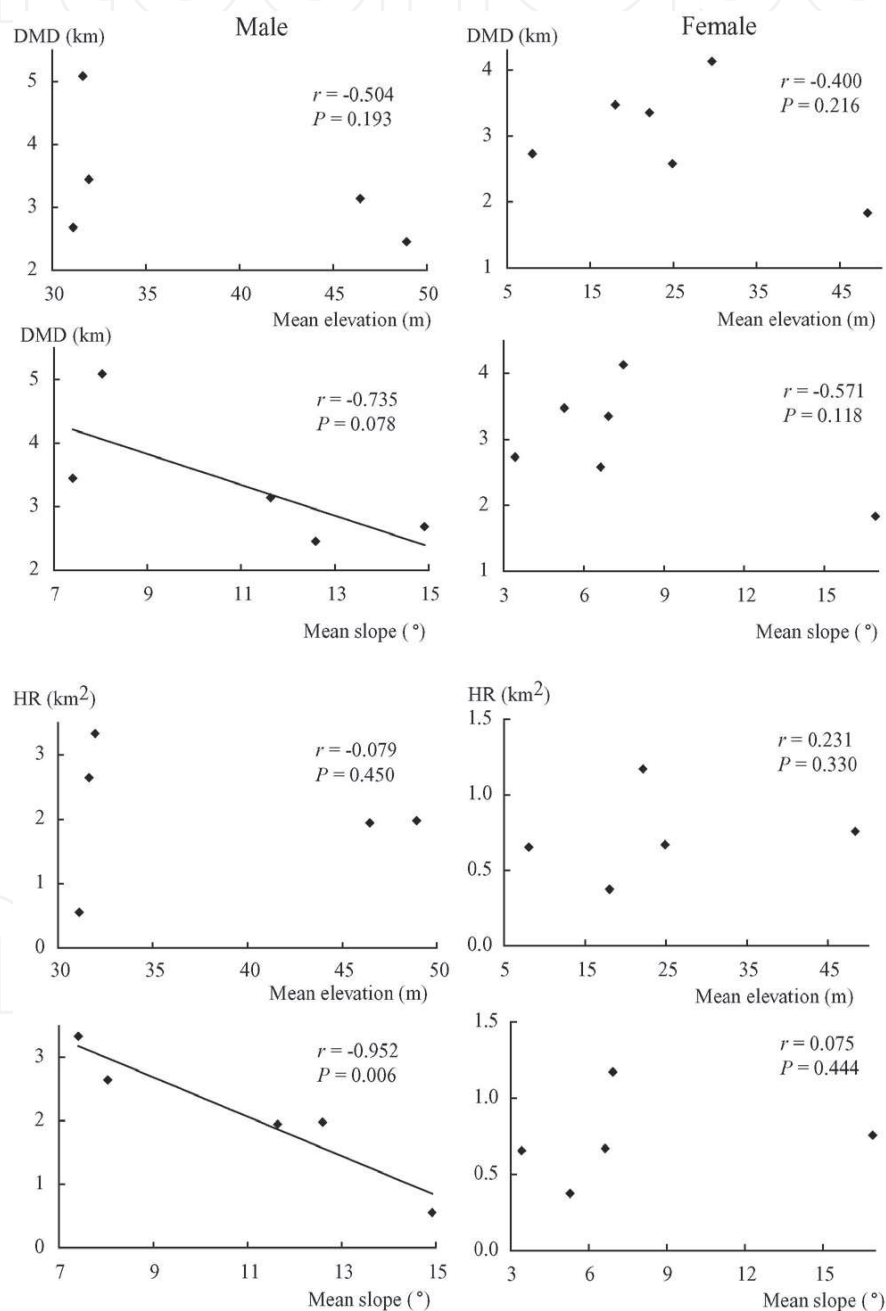 Male
Female
DMD (km)
5
4
3
2
r = -0.504
P = 0.193
30
35
40
45
50
Mean elevation (m)
DMD (km)
4
3
2
1
r = -0.400
P = 0.216
5
15
25
35
45
Mean elevation (m)
DMD (km)
5
4
3
2
r = -0.735
P = 0.078
7
9
11
13
15
Mean slope (°)
4
3
2
1
r = -0.571
P = 0.118
3
6
9
12
15
Mean slope (°)
HR (km2)
3
2
1
0
r = -0.079
P = 0.450
30
35
40
45
50
Mean elevation (m)
HR (km2)
1.5
1.0
0.5
0.0
r = 0.231
P = 0.330
5
15
25
35
45
Mean elevation (m)
3
2
1
0
r = -0.952
P = 0.006
7
9
11
13
15
Mean slope (°)
1.5
1.0
0.5
0.0
r = 0.075
P = 0.444
3
6
9
12
15
Mean slope (°)